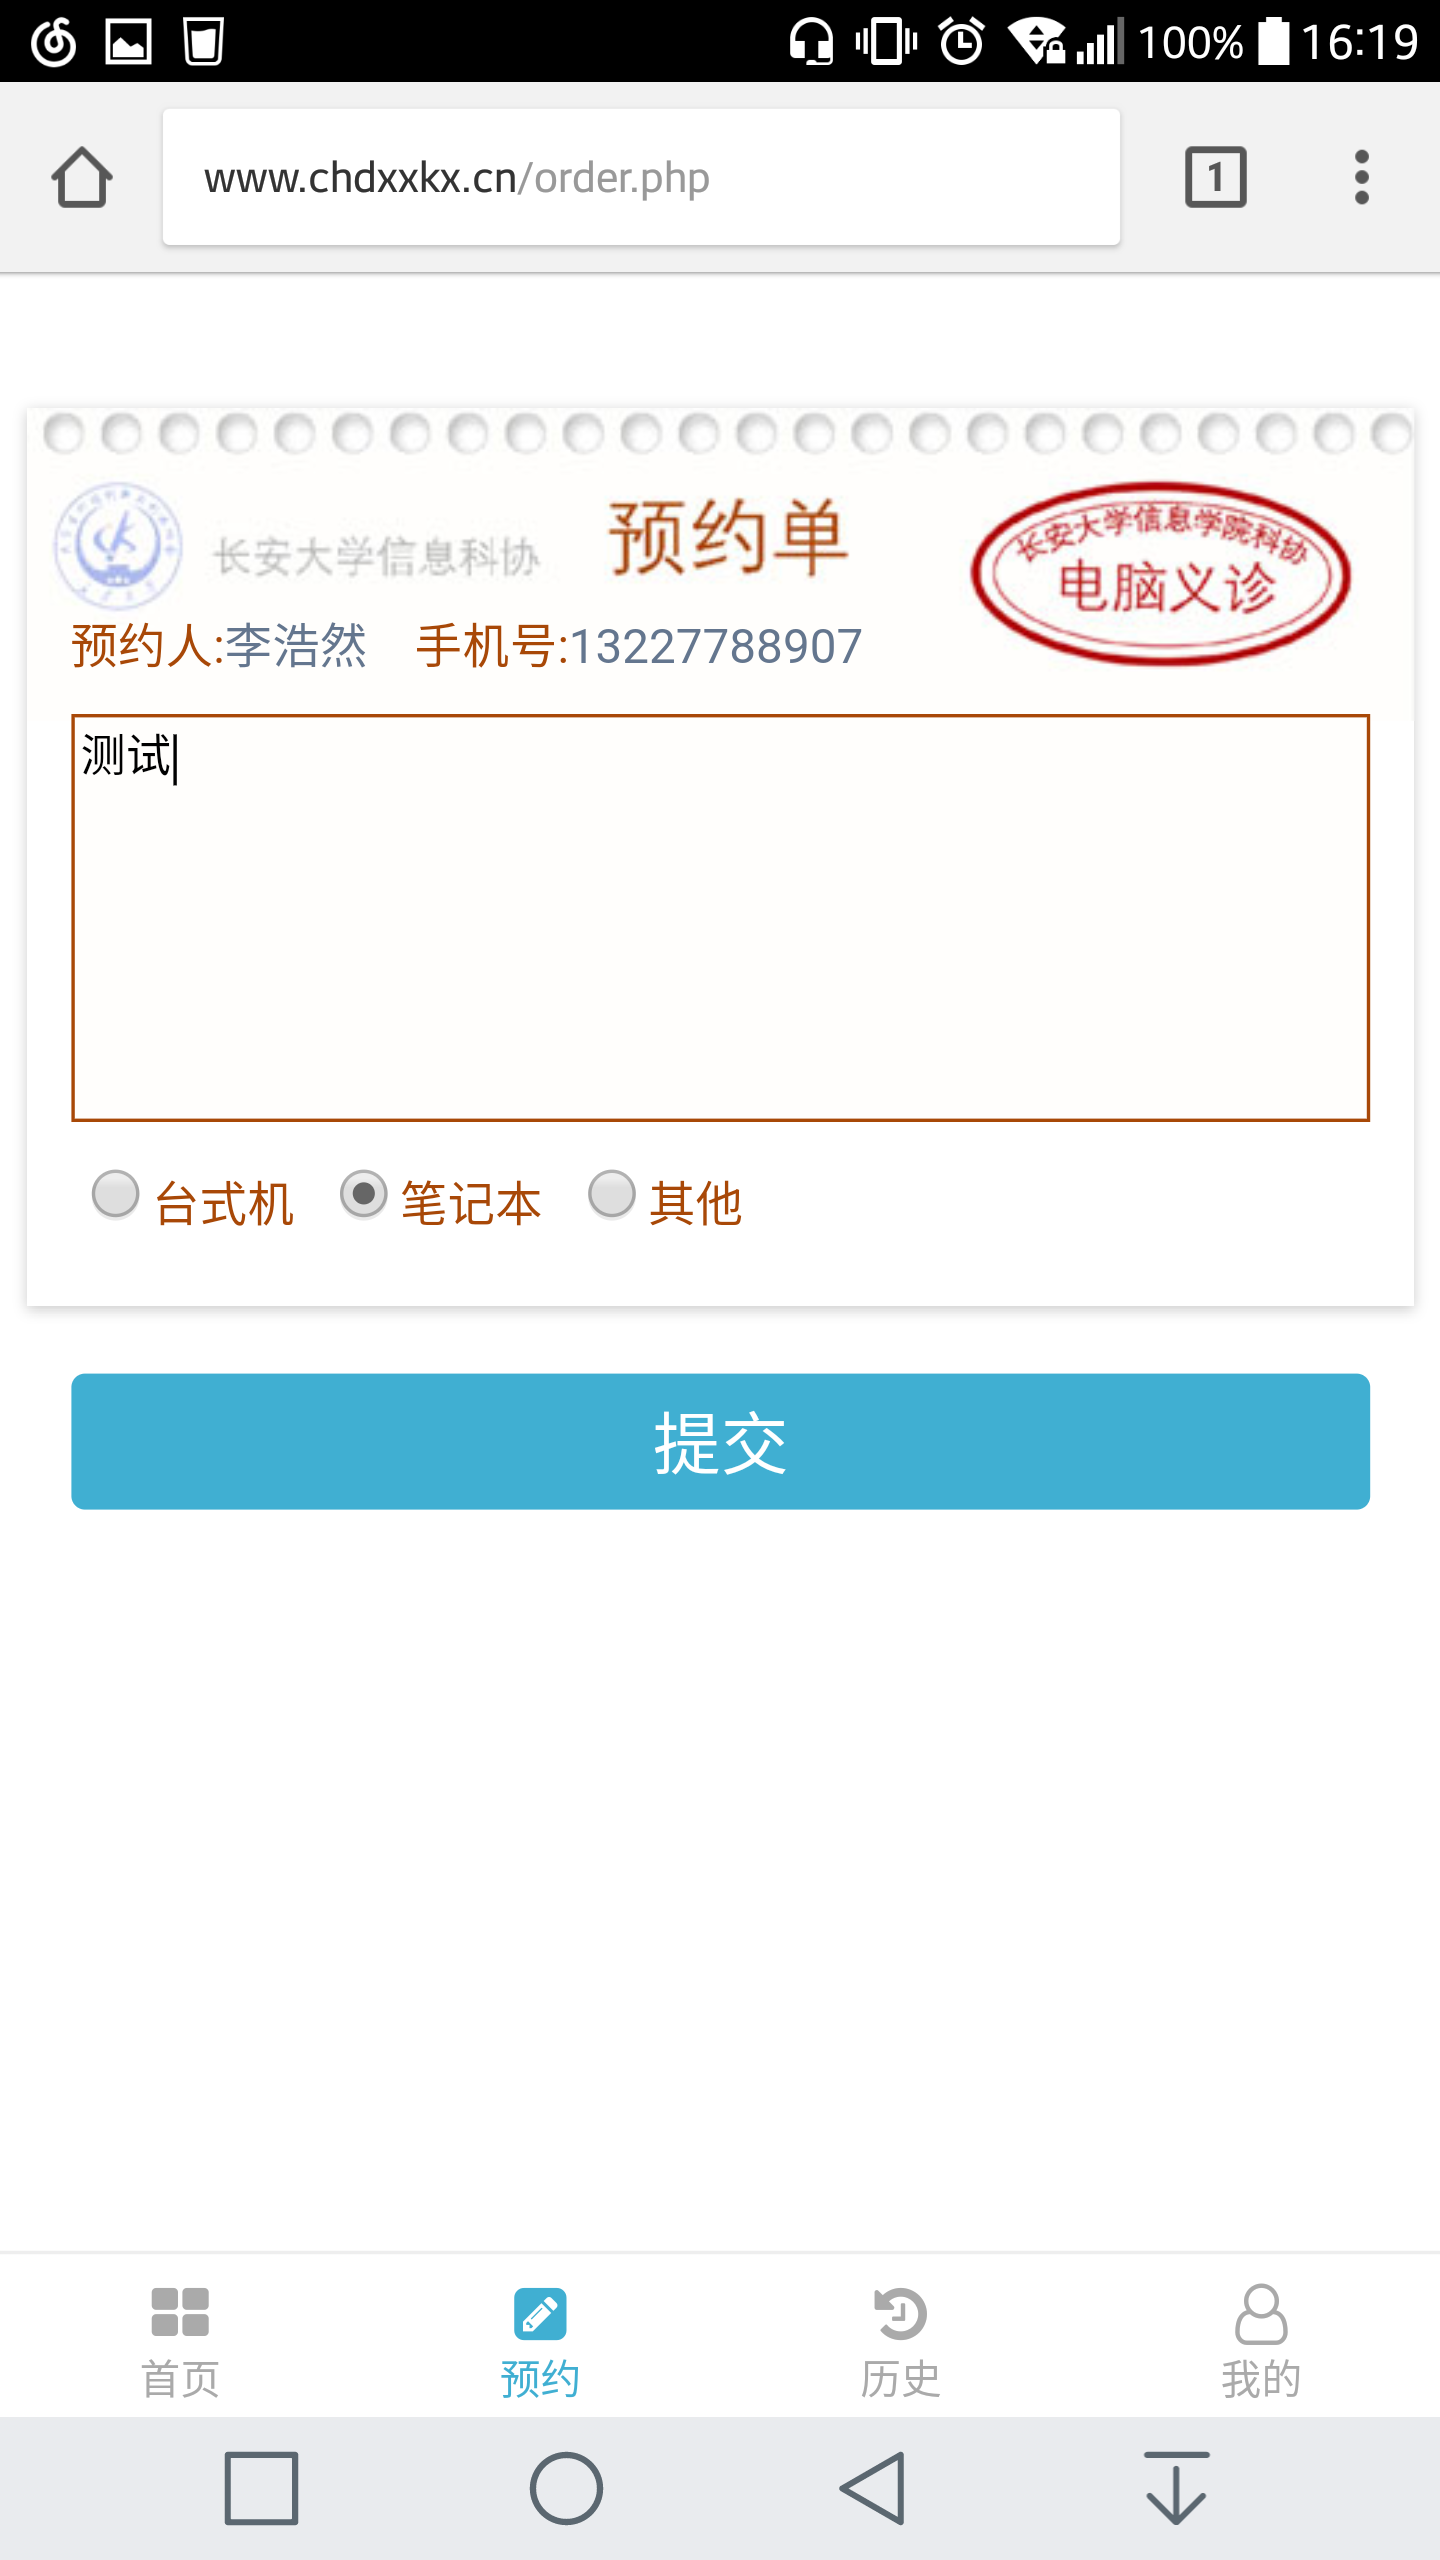 100% 16:19
www.chdxxkx.cn/order.php
1
长安大学信息科协 预约单
长安大学信息学院科协
电脑义诊
预约人:李浩然 手机号:13227788907
测试
台式机 笔记本 其他
提交
首页 预约 历史 我的